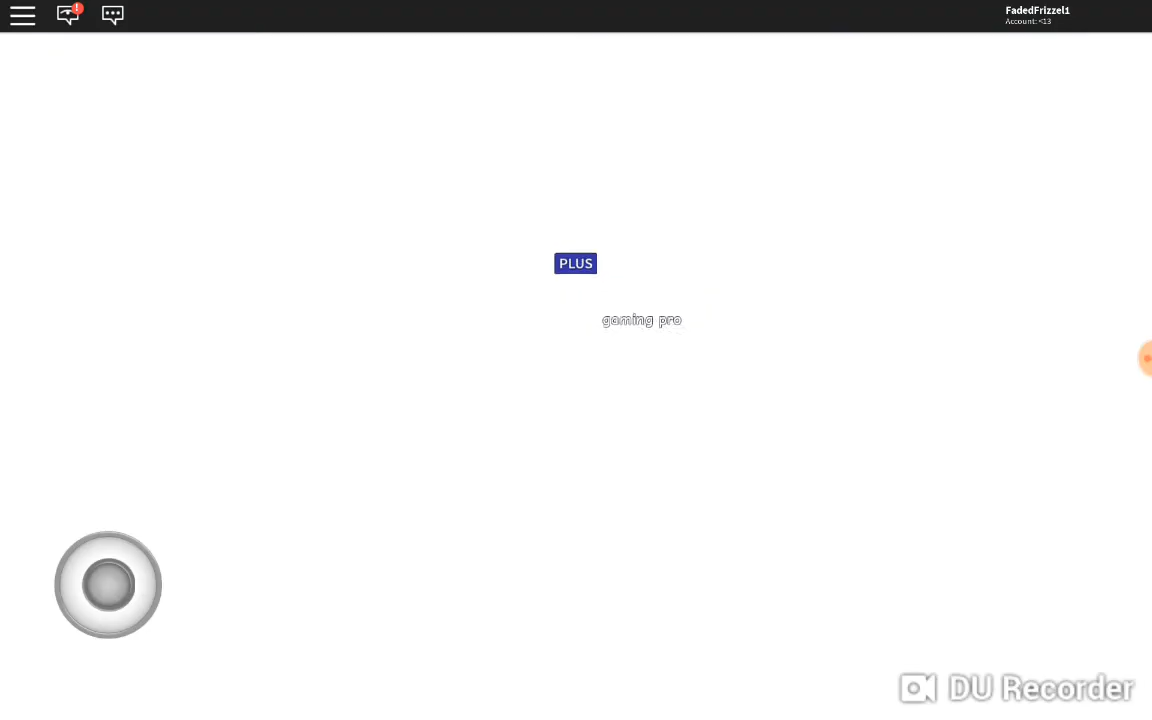 FadedFrizzel1
Account: <13
PLUS
gaming pro
DU Recorder